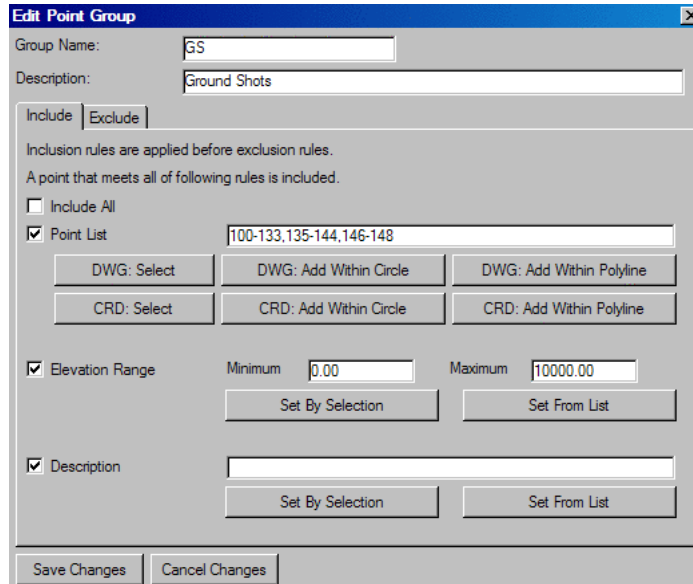 Edit Point Group
Group Name: GS
Description: Ground Shots
Include Exclude
Inclusion rules are applied before exclusion rules.
A point that meets all of following rules is included.
Include All
Point List 100-133,135-144,146-148
DWG: Select DWG: Add Within Circle DWG: Add Within Polyline
CRD: Select CRD: Add Within Circle CRD: Add Within Polyline
Elevation Range Minimum 0.00 Maximum 10000.00
Set By Selection Set From List
Description
Set By Selection Set From List
Save Changes Cancel Changes